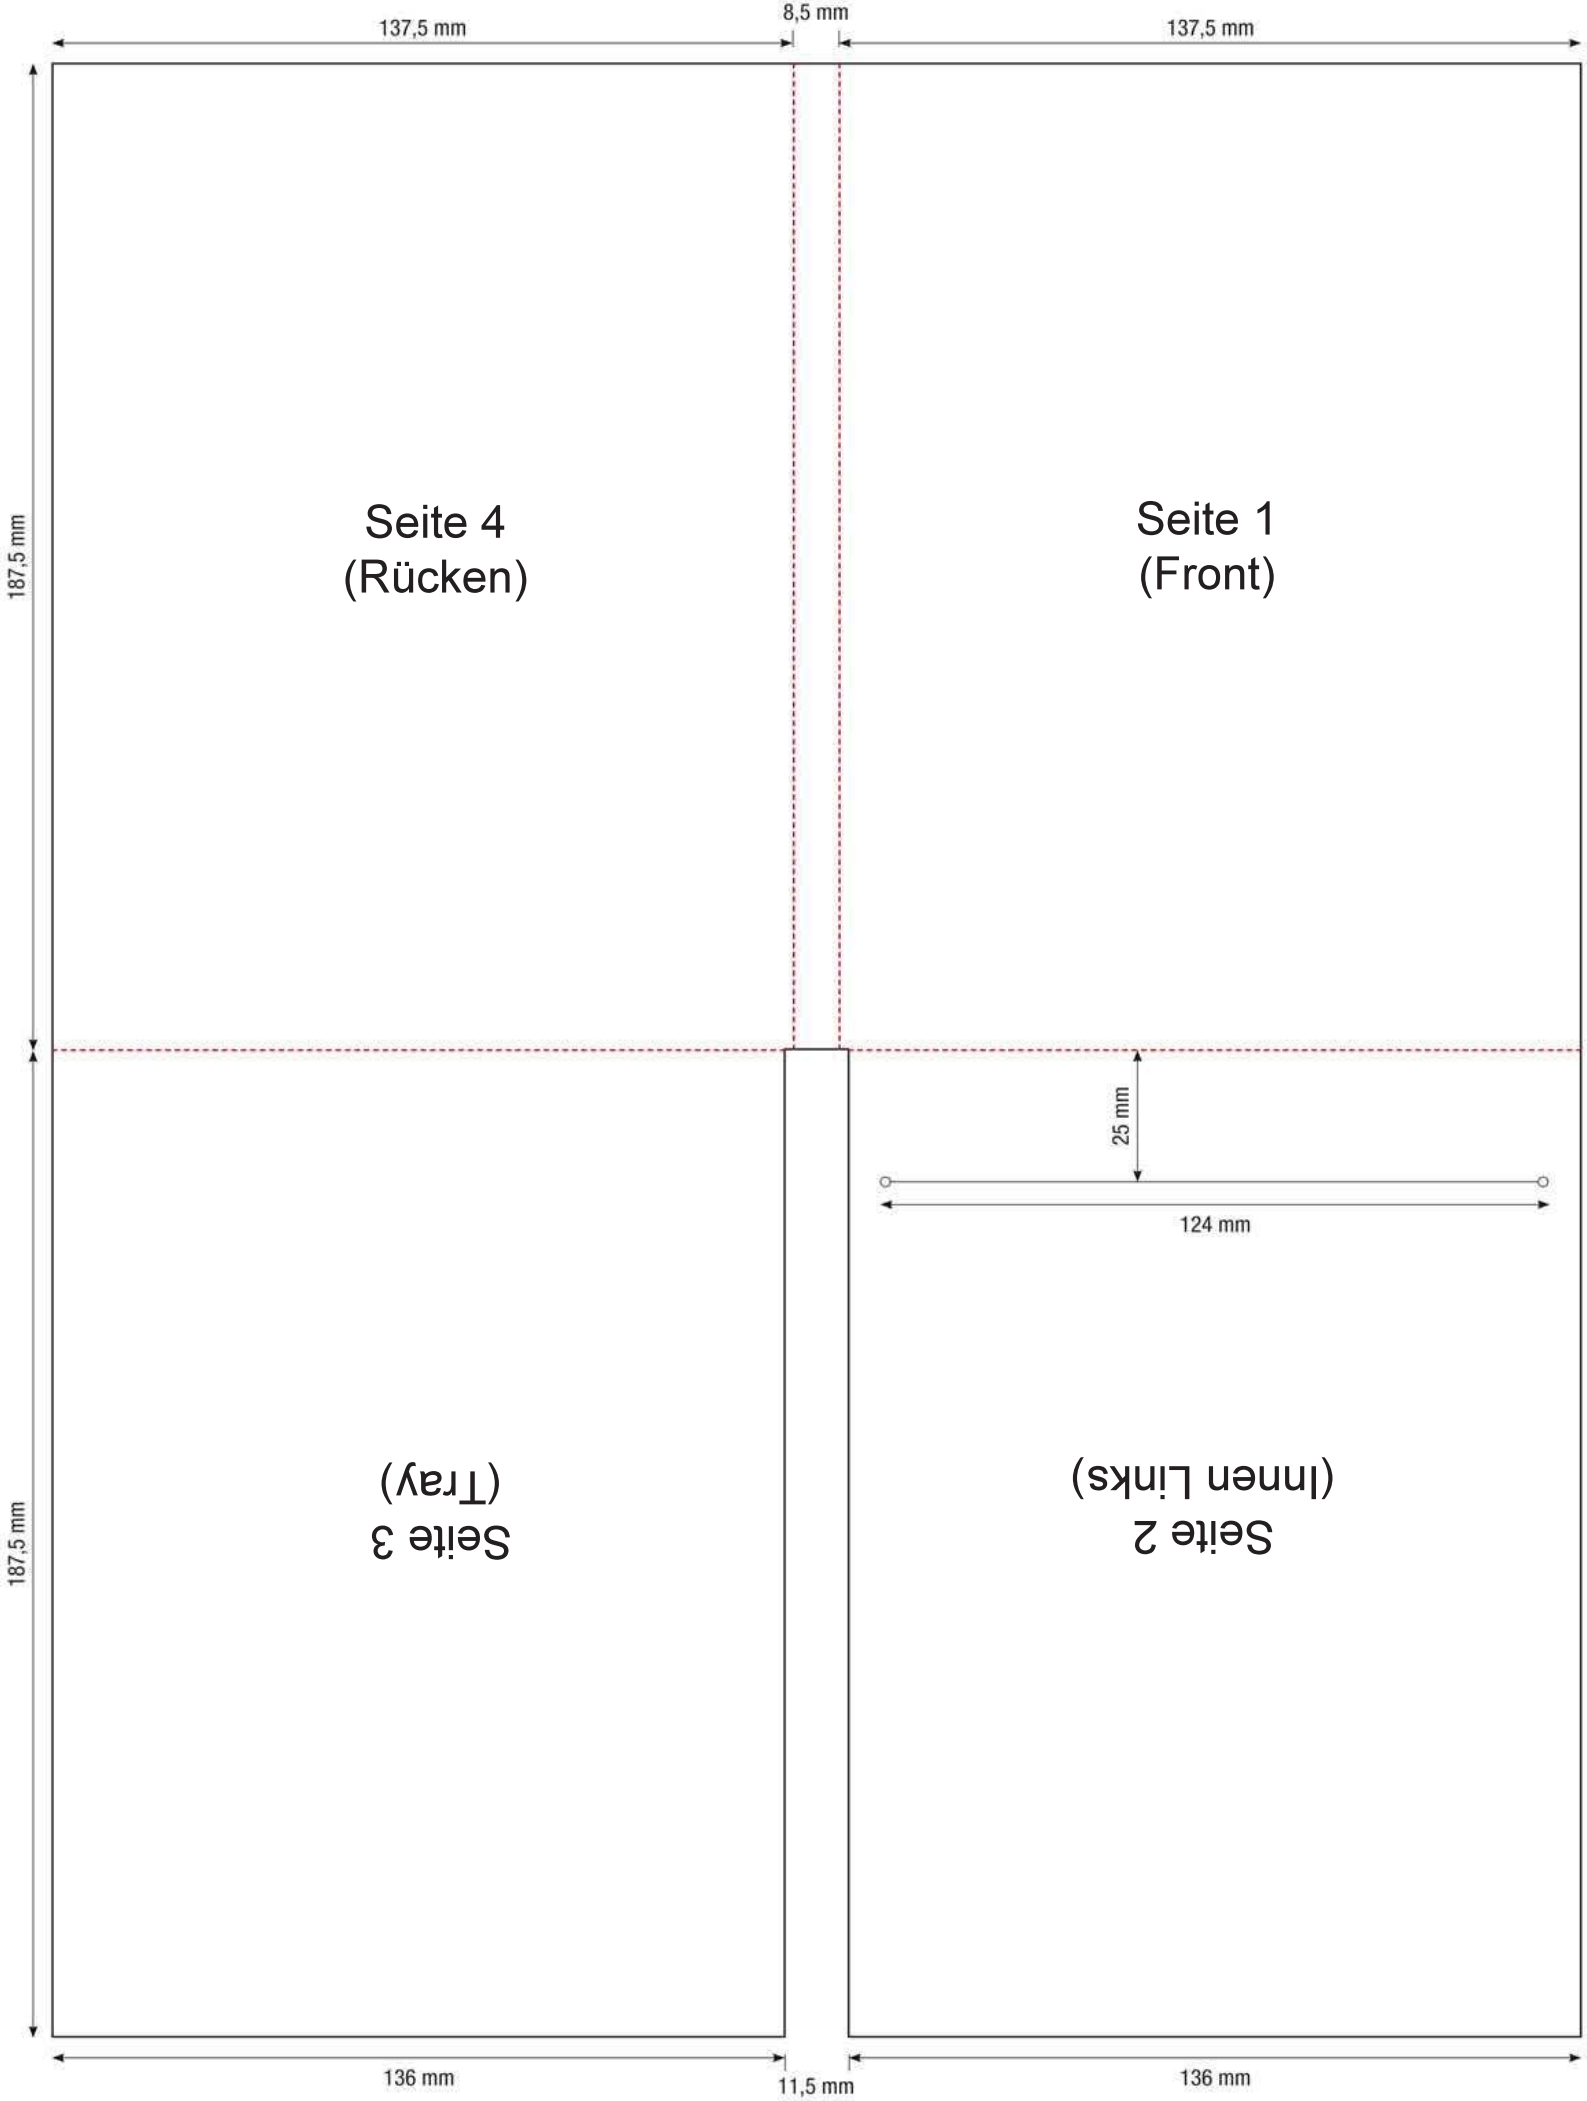 8,5 mm
137,5 mm
137,5 mm
187,5 mm
Seite 4
(Rücken)
Seite 1
(Front)
25 mm
124 mm
187,5 mm
Seite 3
(Tray)
Seite 2
(Innen Links)
136 mm
11,5 mm
136 mm